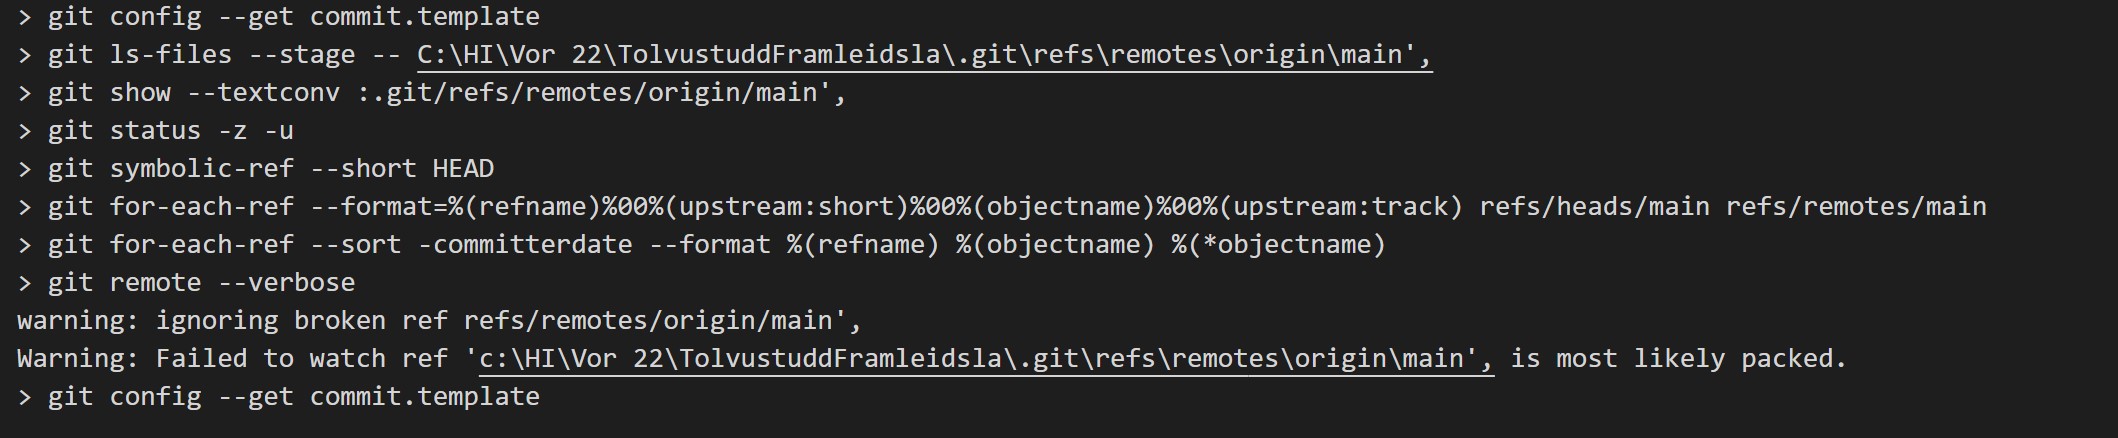 > git config --get commit.template
> git ls-files --stage -- C:\HI\Vor 22\TolvustuddFramleidsla\.git\refs\remotes\origin\main',
> git show --textconv :.git/refs/remotes/origin/main',
> git status -z -u
> git symbolic-ref --short HEAD
> git for-each-ref --format=%(refname)%00%(upstream:short)%00%(objectname)%00%(upstream:track) refs/heads/main refs/remotes/main
> git for-each-ref --sort -committerdate --format %(refname) %(objectname) %(*objectname)
> git remote --verbose
warning: ignoring broken ref refs/remotes/origin/main',
Warning: Failed to watch ref 'c:\HI\Vor 22\TolvustuddFramleidsla\.git\refs\remotes\origin\main', is most likely packed.
> git config --get commit.template